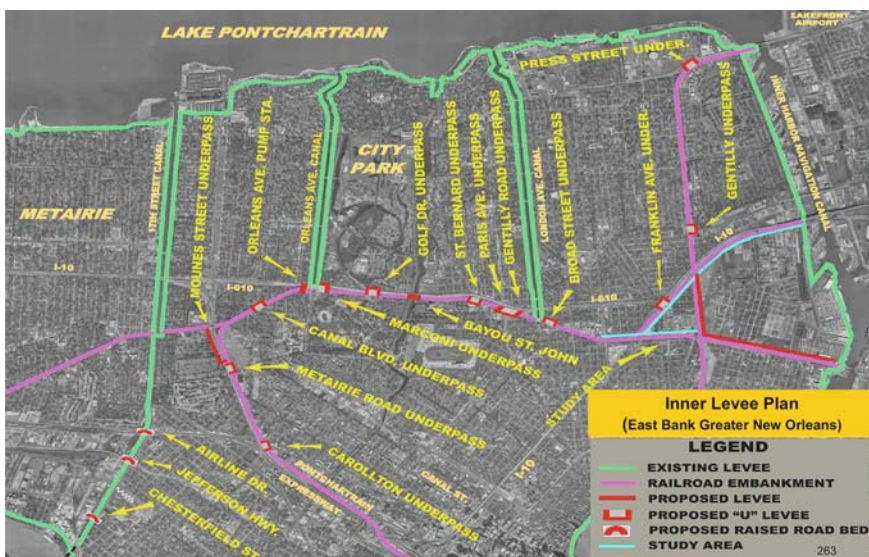 LAKE PONTCHARTRAIN
LAKEFRONT
AIRPORT
PRESS STREET UNDER.
METAIRIE
17TH STREET CANAL
MOUNES STREET UNDERPASS
ORLEANS AVE. PUMP STA.
ORLEANS AVE. CANAL
CITY
PARK
GOLF DR. UNDERPASS
ST. BERNARD UNDERPASS
PARIS AVE. UNDERPASS
GENTILLY ROAD UNDERPASS
LONDON AVE. CANAL
BROAD STREET UNDERPASS
FRANKLIN AVE. UNDER.
GENTILLY UNDERPASS
INNER HARBOR NAVIGATION CANAL
I-10
I-610
I-610
I-10
BAYOU ST. JOHN
MARCONI UNDERPASS
CANAL BLVD. UNDERPASS
METAIRIE ROAD UNDERPASS
STUDY AREA
CAROLLTON UNDERPASS
CANAL ST.
I-10
PONTCHARTRAIN
EXPRESSWAY
AIRLINE DR.
JEFFERSON HWY.
CHESTERFIELD ST.
Inner Levee Plan
(East Bank Greater New Orleans)
LEGEND
EXISTING LEVEE
RAILROAD EMBANKMENT
PROPOSED LEVEE
PROPOSED "U" LEVEE
PROPOSED RAISED ROAD BED
STUDY AREA
263